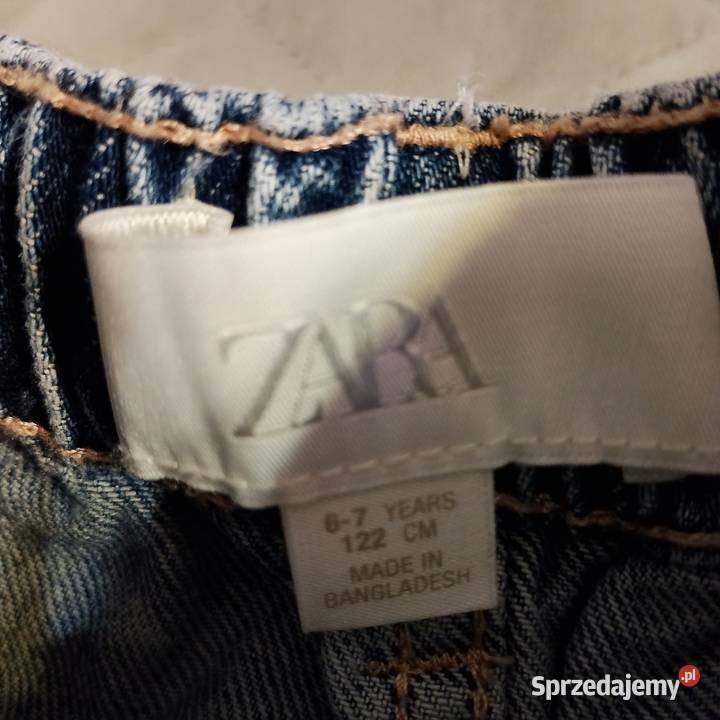 ZARA
6-7 YEARS
122 CM
MADE IN
BANGLADESH
Sprzedajemy.pl